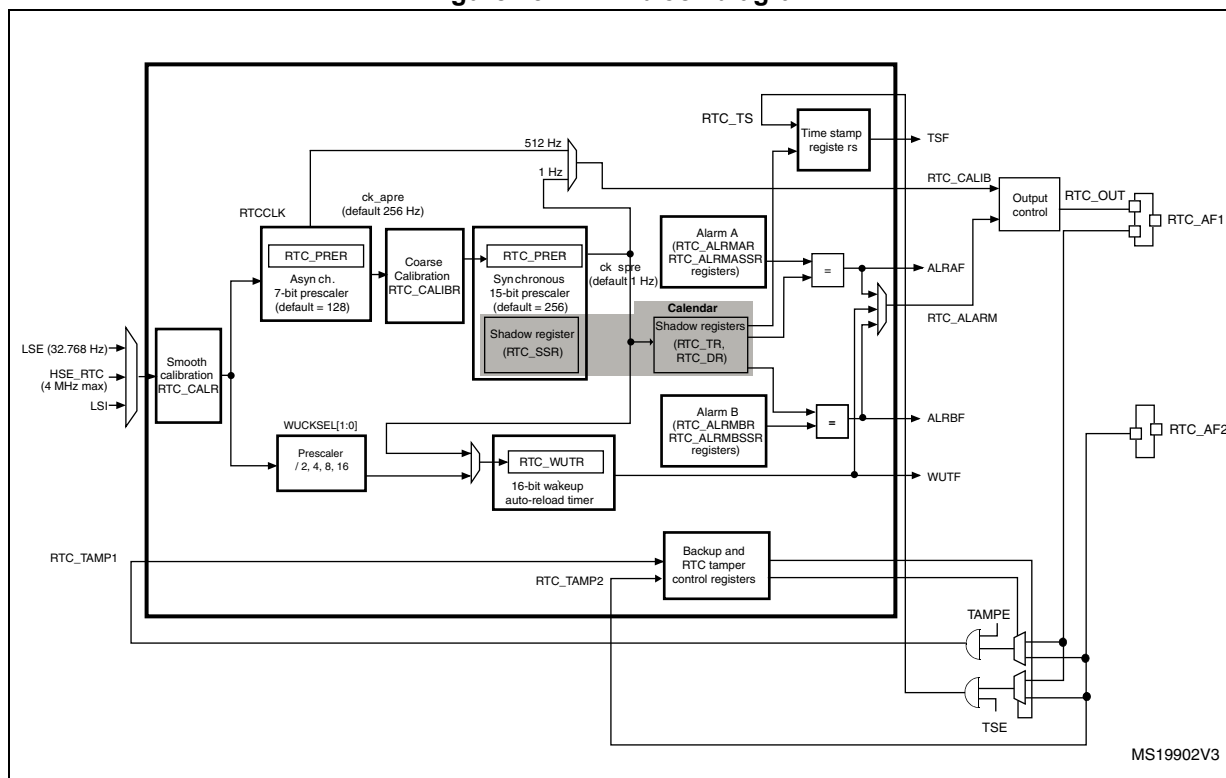 RTC_TS
Time stamp
registe rs
TSF
512 Hz
1 Hz
RTC_CALIB
Output
control
RTC_OUT
RTC_AF1
ck_apre
(default 256 Hz)
RTCCLK
RTC_PRER
Asyn ch.
7-bit prescaler
(default = 128)
Coarse
Calibration
RTC_CALIBR
RTC_PRER
Syn chronous
15-bit prescaler
(default = 256)
ck_spre
(default 1 Hz)
Alarm A
(RTC_ALRMAR
RTC_ALRMASSR
registers)
=
ALRAF
RTC_ALARM
Calendar
Shadow register
(RTC_SSR)
Shadow registers
(RTC_TR,
RTC_DR)
LSE (32.768 Hz)
HSE_RTC
(4 MHz max)
LSI
Smooth
calibration
RTC_CALR
Alarm B
(RTC_ALRMBR
RTC_ALRMBSSR
registers)
=
ALRBF
RTC_AF2
WUCKSEL[1:0]
Prescaler
/ 2, 4, 8, 16
RTC_WUTR
16-bit wakeup
auto-reload timer
WUTF
RTC_TAMP1
RTC_TAMP2
Backup and
RTC tamper
control registers
TAMPE
TSE
MS19902V3